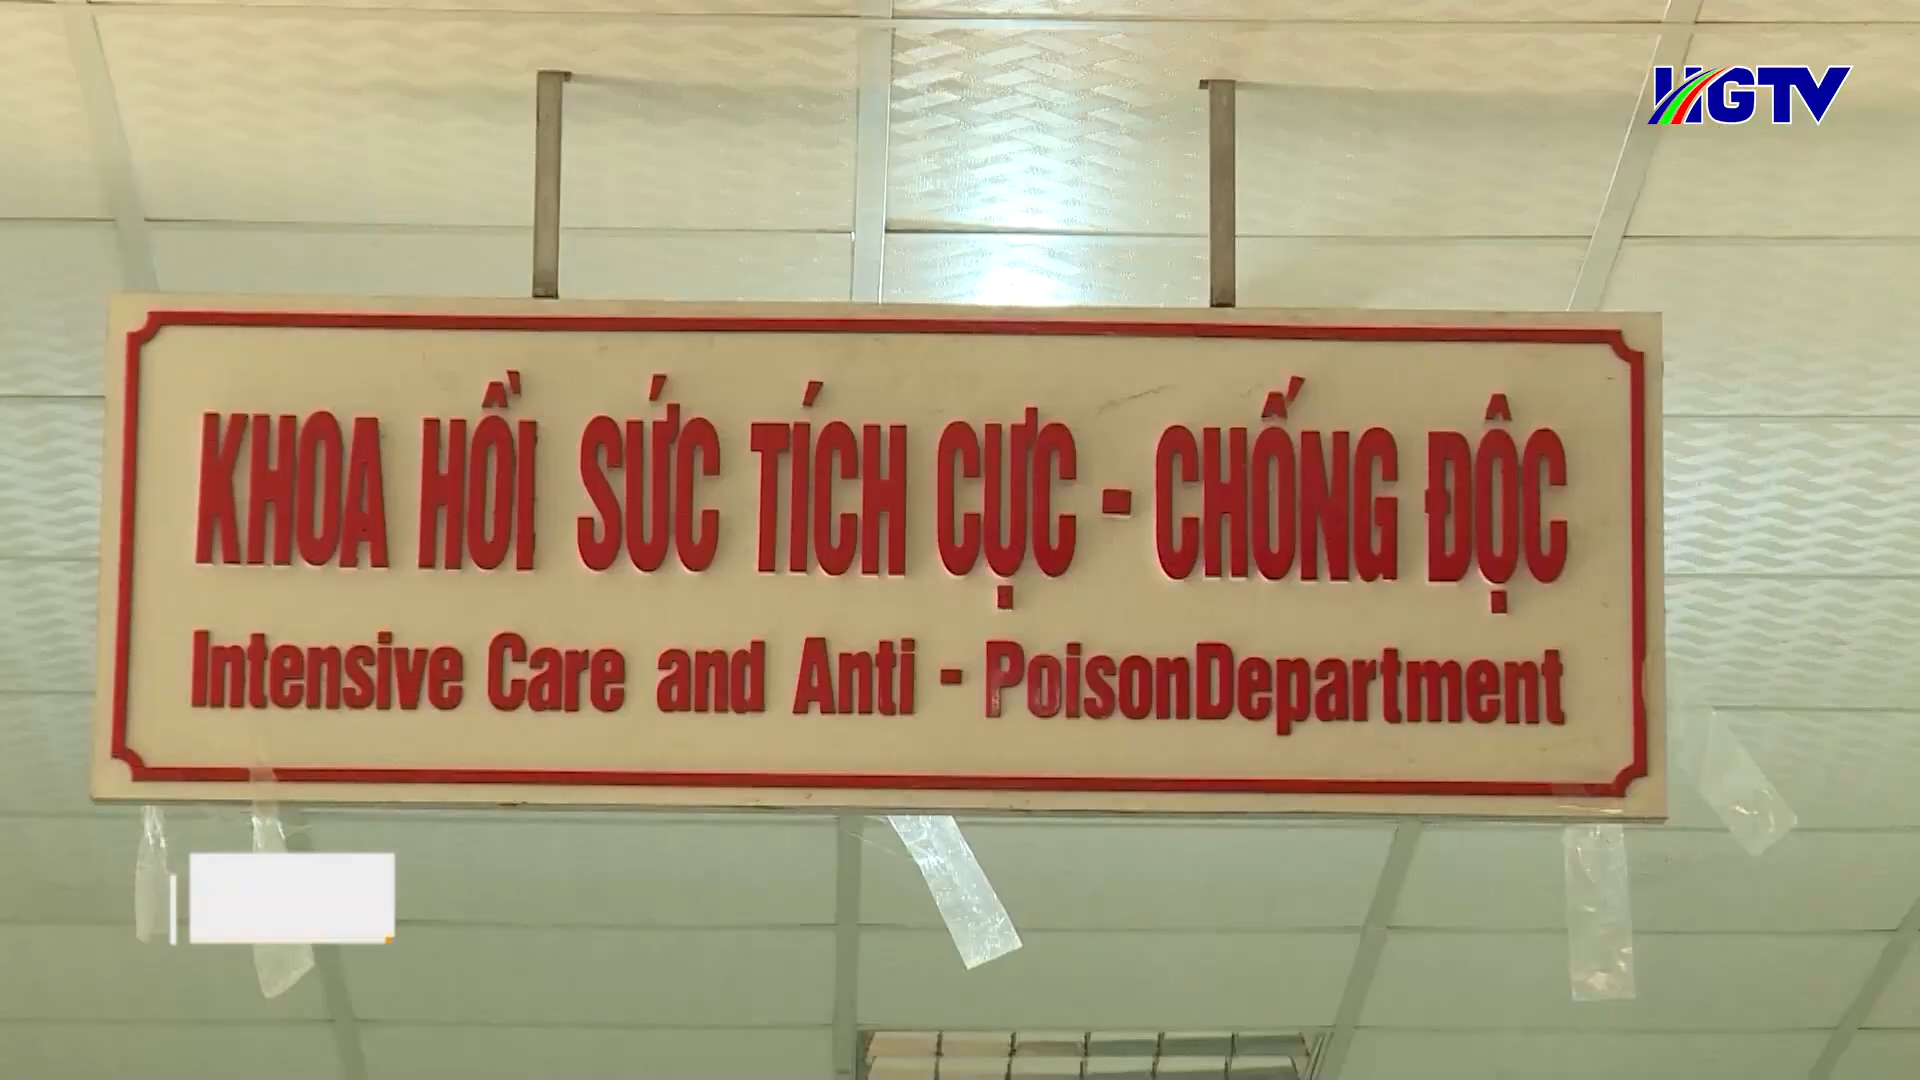 HGTV
KHOA HỒI SỨC TÍCH CỰC - CHỐNG ĐỘC
Intensive Care and Anti - PoisonDepartment